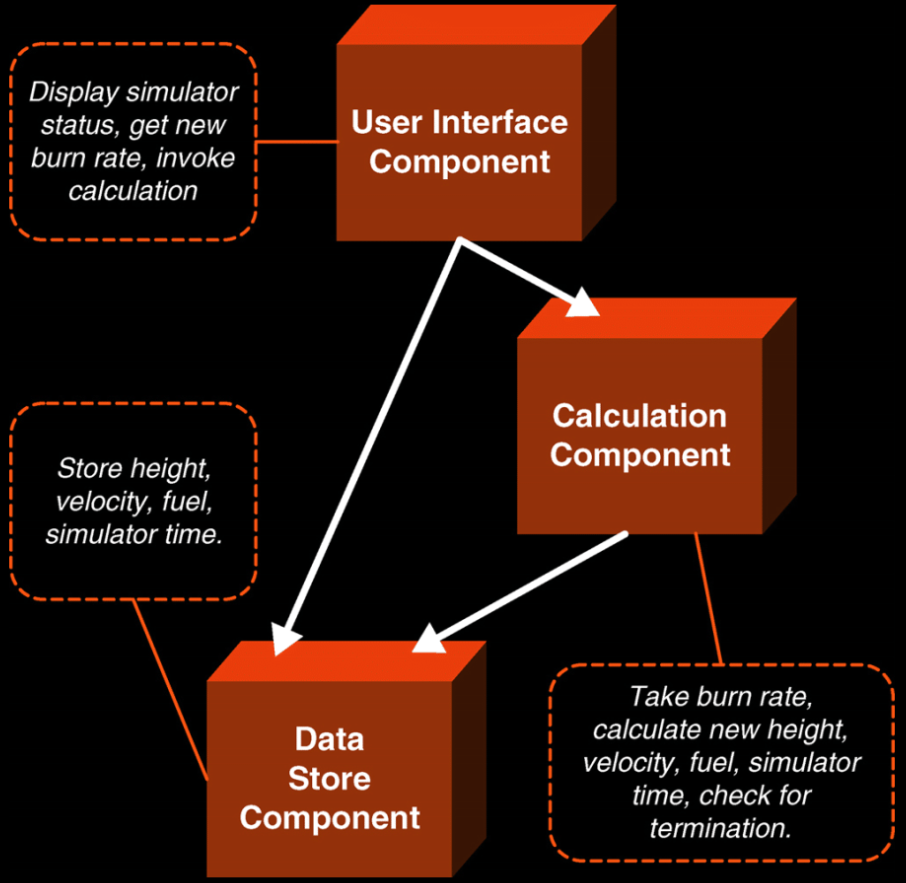 Display simulator
status, get new
burn rate, invoke
calculation
User Interface
Component
Calculation
Component
Store height,
velocity, fuel,
simulator time.
Data
Store
Component
Take burn rate,
calculate new height,
velocity, fuel, simulator
time, check for
termination.